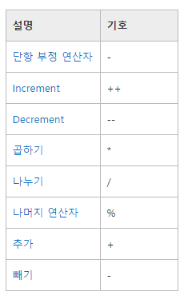 설명 기호
단항 부정 연산자 -
Increment ++
Decrement --
곱하기 *
나누기 /
나머지 연산자 %
추가 +
빼기 -